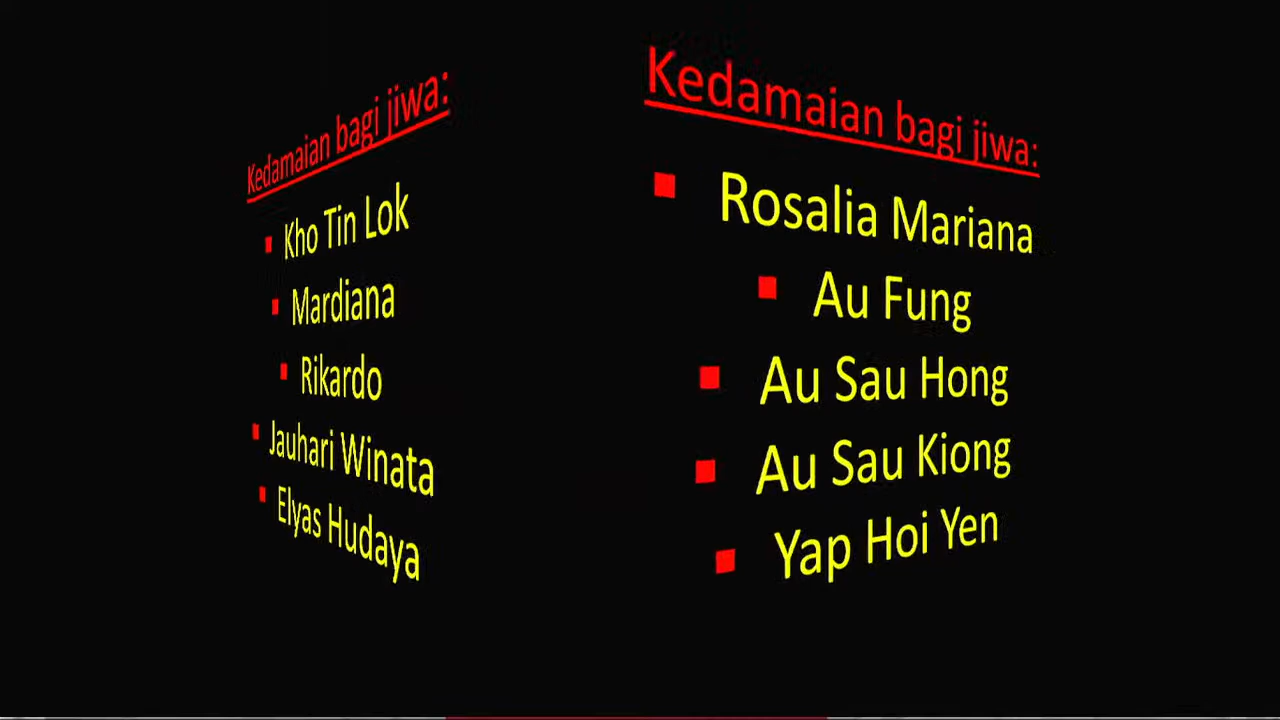 Kedamaian bagi jiwa:
▪ Kho Tin Lok
▪ Mardiana
▪ Rikardo
▪ Jauhari Winata
▪ Elyas Hudaya
Kedamaian bagi jiwa:
▪ Rosalia Mariana
▪ Au Fung
▪ Au Sau Hong
▪ Au Sau Kiong
▪ Yap Hoi Yen